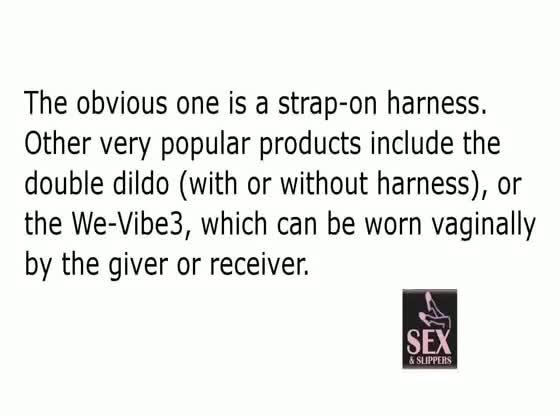 The obvious one is a strap-on harness.
Other very popular products include the
double dildo (with or without harness), or
the We-Vibe3, which can be worn vaginally
by the giver or receiver.
SEX
& SLIPPERS